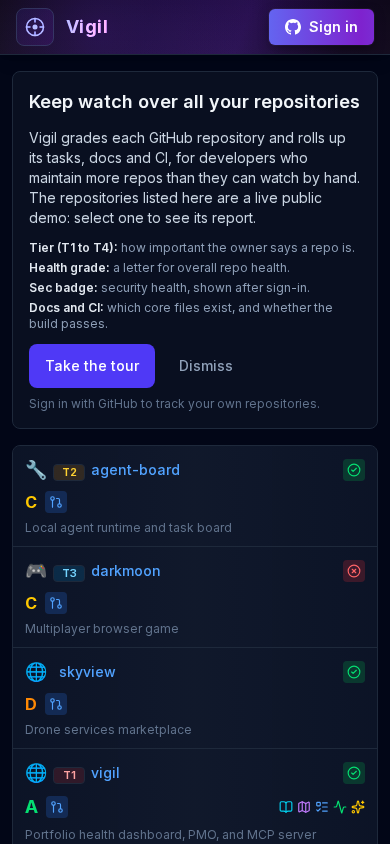 Vigil
Sign in
Keep watch over all your repositories
Vigil grades each GitHub repository and rolls up
its tasks, docs and CI, for developers who
maintain more repos than they can watch by hand.
The repositories listed here are a live public
demo: select one to see its report.
Tier (T1 to T4): how important the owner says a repo is.
Health grade: a letter for overall repo health.
Sec badge: security health, shown after sign-in.
Docs and CI: which core files exist, and whether the
build passes.
Take the tour
Dismiss
Sign in with GitHub to track your own repositories.
T2 agent-board
C
Local agent runtime and task board
T3 darkmoon
C
Multiplayer browser game
skyview
D
Drone services marketplace
T1 vigil
A
Portfolio health dashboard, PMO, and MCP server